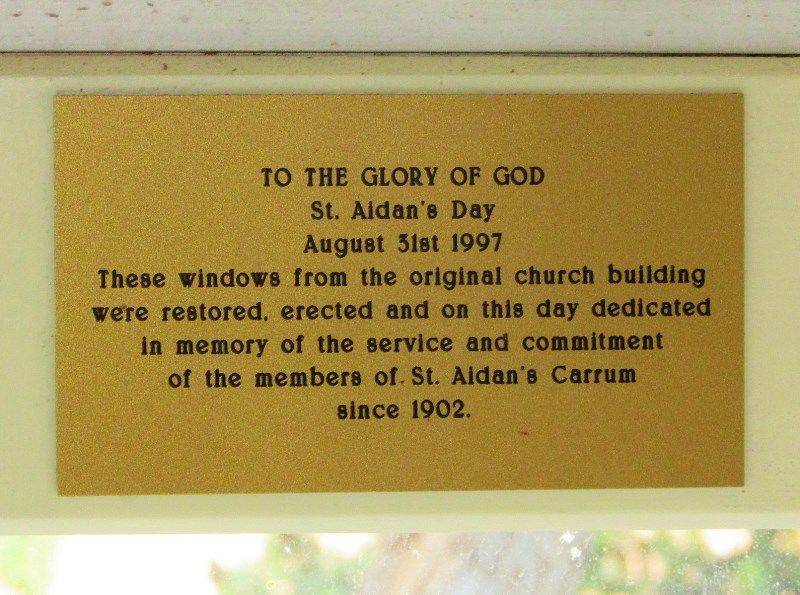 TO THE GLORY OF GOD
St. Aidan's Day
August 31st 1997
These windows from the original church building
were restored, erected and on this day dedicated
in memory of the service and commitment
of the members of St. Aidan's Carrum
since 1902.